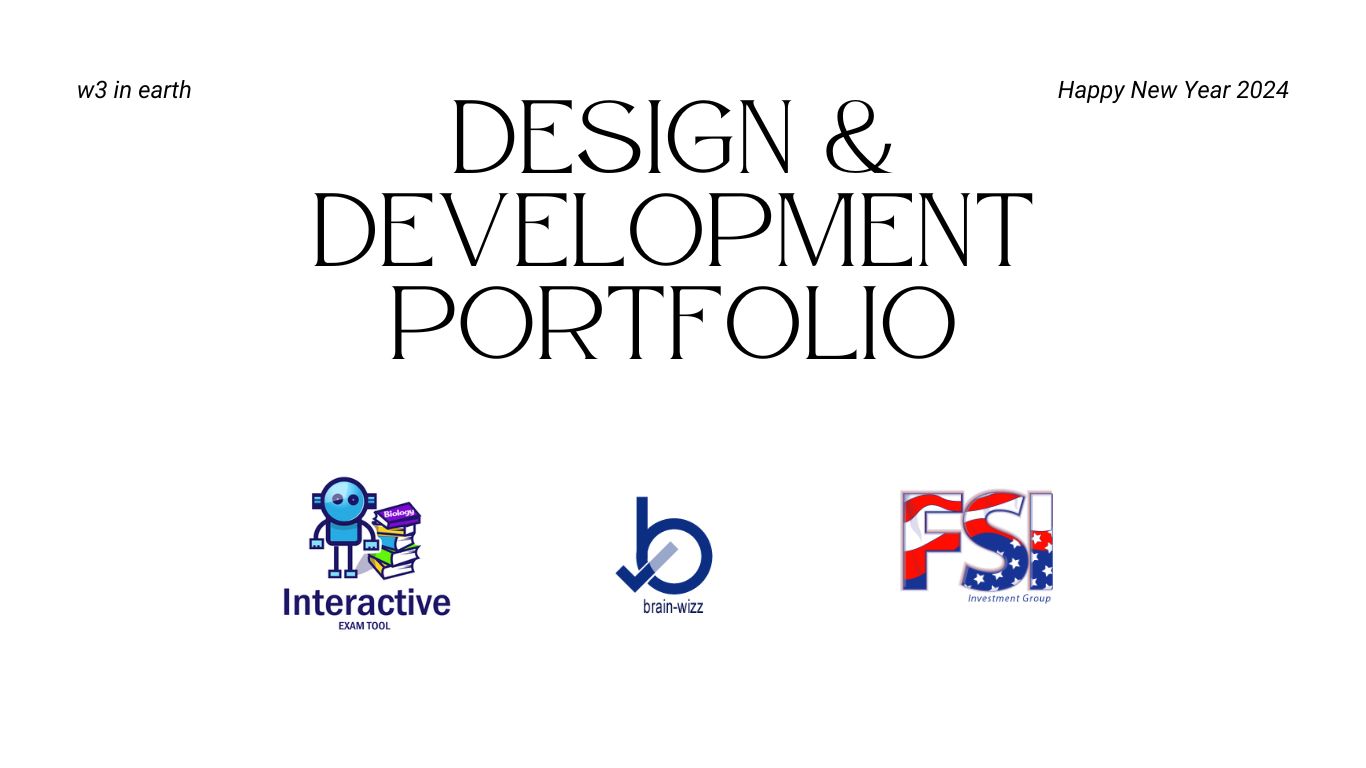 w3 in earth
Happy New Year 2024
DESIGN &
DEVELOPMENT
PORTFOLIO
Biology
Interactive
EXAM TOOL
b
brain-wizz
FSI
Investment Group